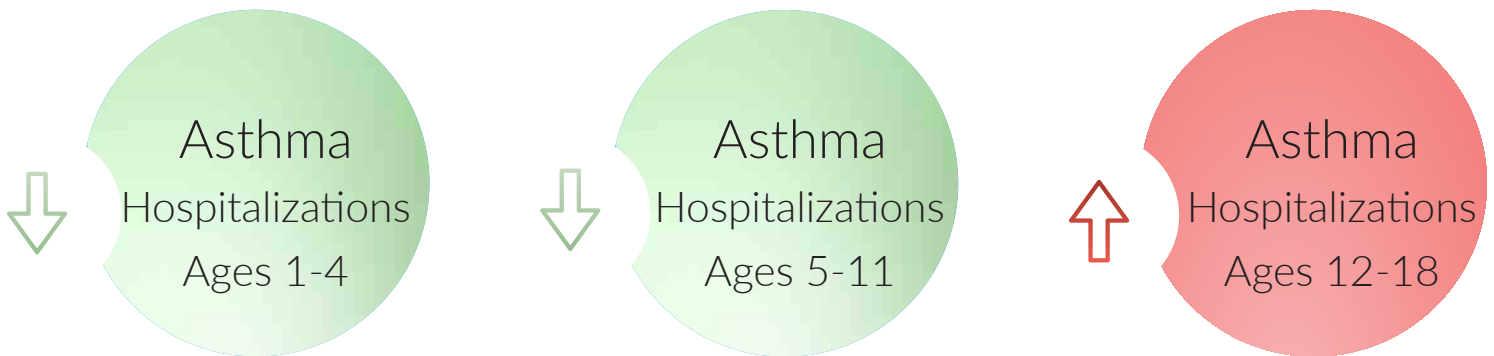 Asthma
Hospitalizations
Ages 1-4
Asthma
Hospitalizations
Ages 5-11
Asthma
Hospitalizations
Ages 12-18